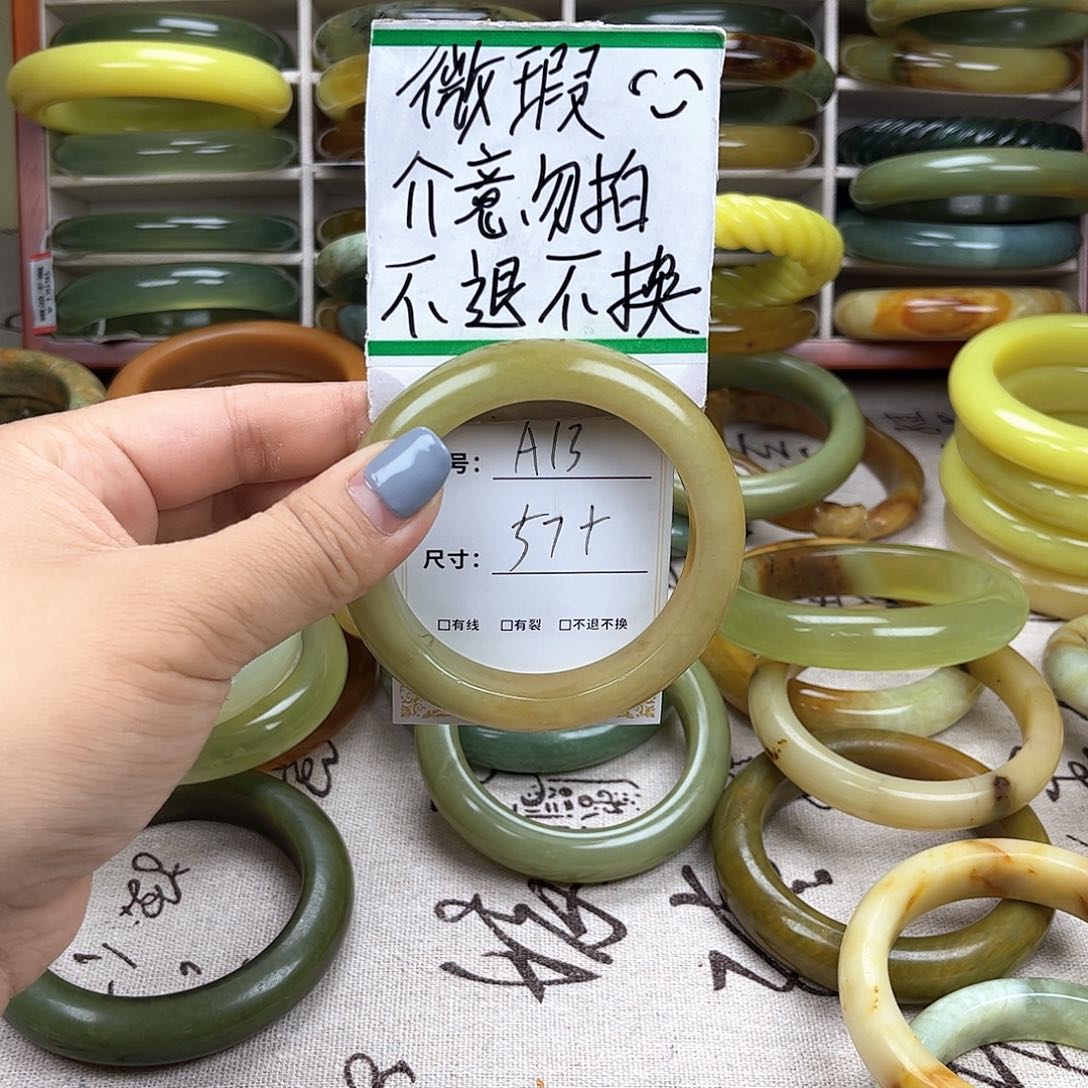 微瑕
介意勿拍
不退不换
号: A13
尺寸: 57+
□有线 □有裂 □不退不换